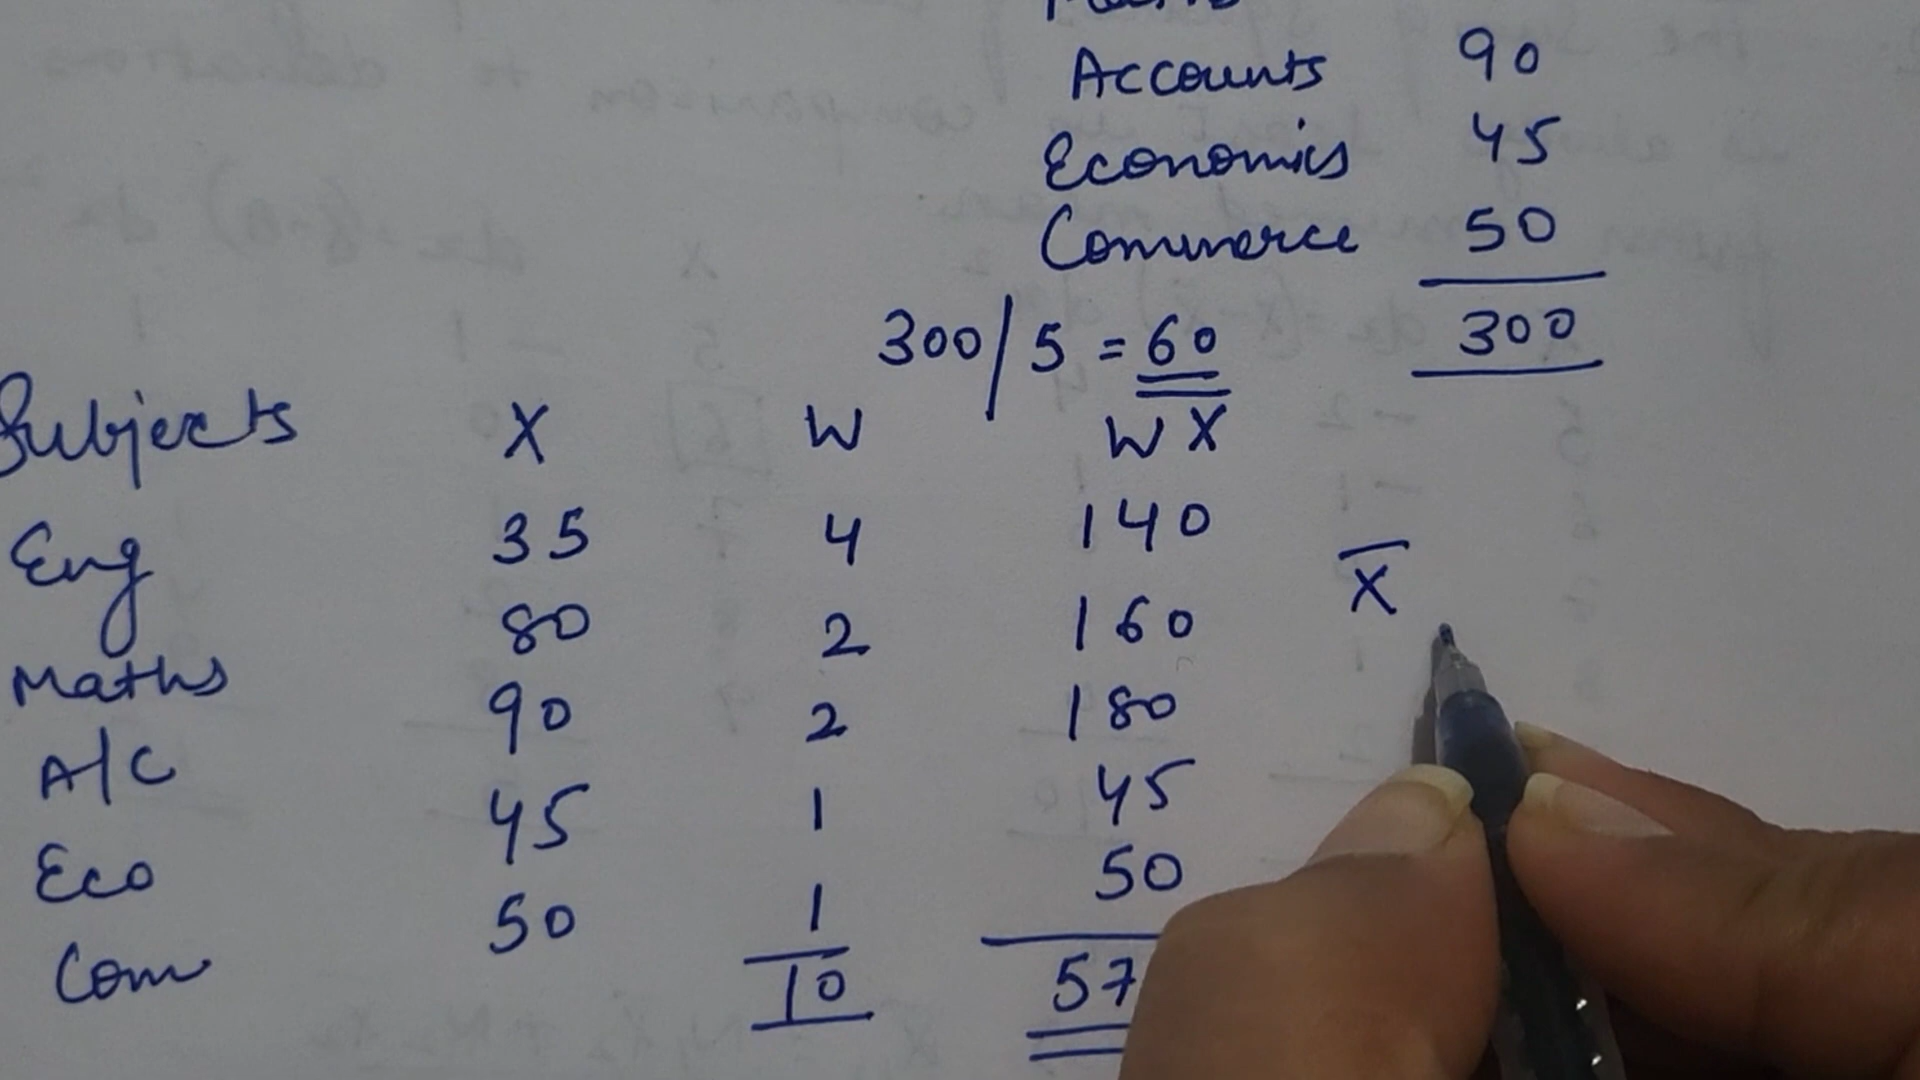 Accounts 90
Economics 45
Commerce 50
300
300/5 = 60
Subjects X W WX
Eng 35 4 140
Maths 80 2 160
A/C 90 2 180
Eco 45 1 45
Com 50 1 50
10 57
X̄